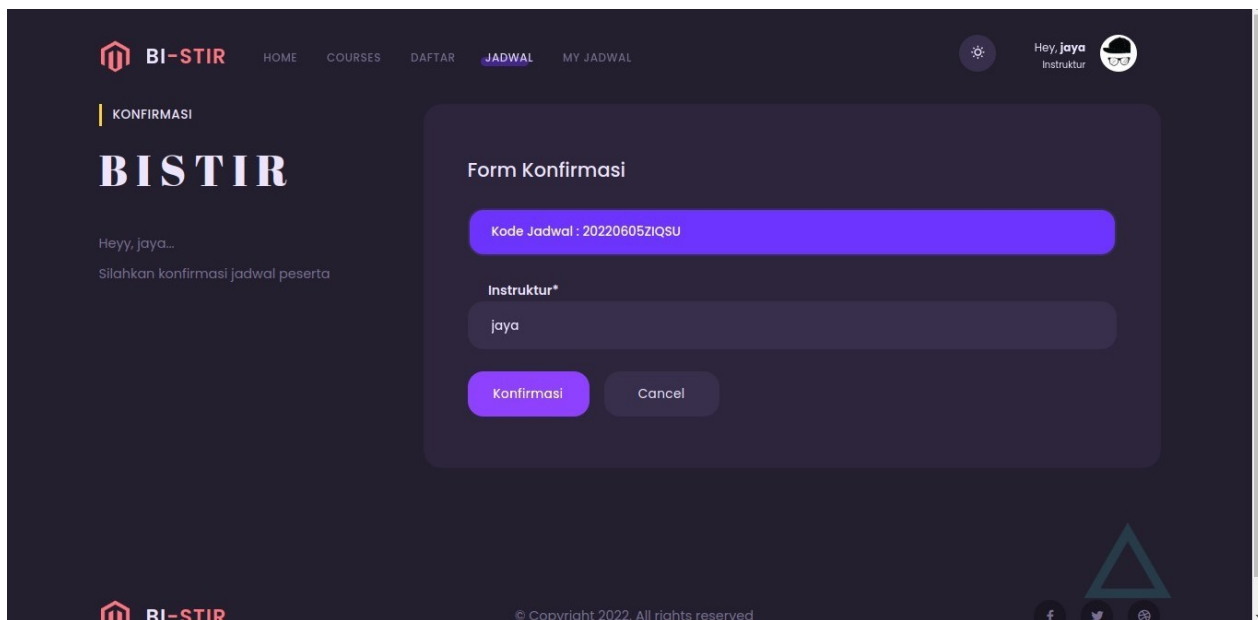 BI-STIR HOME COURSES DAFTAR JADWAL MY JADWAL Hey, jaya
Instruktur
KONFIRMASI
BISTIR
Heyy, jaya...
Silahkan konfirmasi jadwal peserta
Form Konfirmasi
Kode Jadwal : 20220605ZIQSU
Instruktur*
jaya
Konfirmasi Cancel
BI-STIR © Copyright 2022. All rights reserved